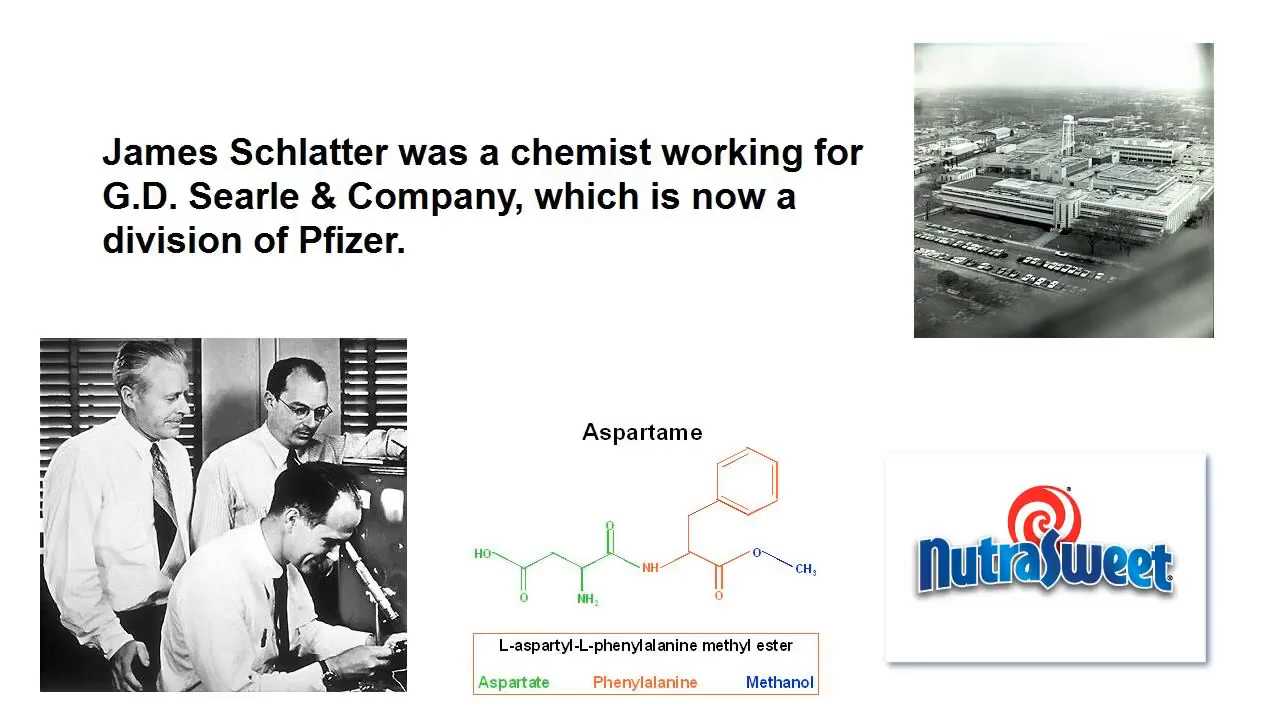 James Schlatter was a chemist working for
G.D. Searle & Company, which is now a
division of Pfizer.
Aspartame
O
HO
NH
O
CH₃
O
NH₂
O
L-aspartyl-L-phenylalanine methyl ester
Aspartate Phenylalanine Methanol
NutraSweet®